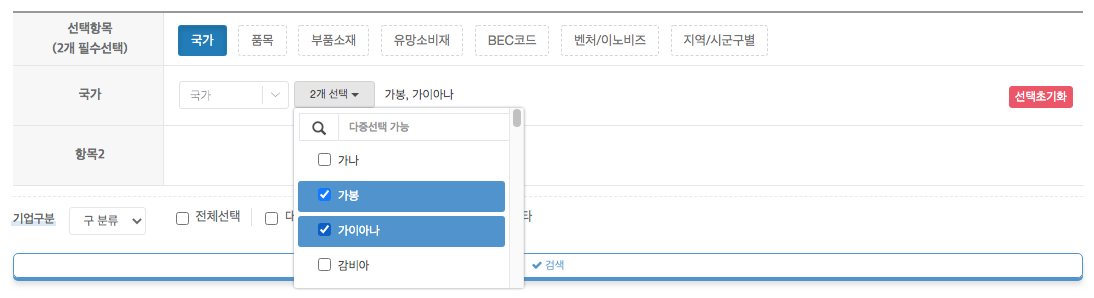 선택항목
(2개 필수선택)
국가 품목 부품소재 유망소비재 BEC코드 벤처/이노비즈 지역/시군구별
국가
국가 2개 선택 가봉, 가이아나 선택초기화
다중선택 가능
가나
가봉
가이아나
감비아
항목2
기업구분 구 분류 전체선택
검색